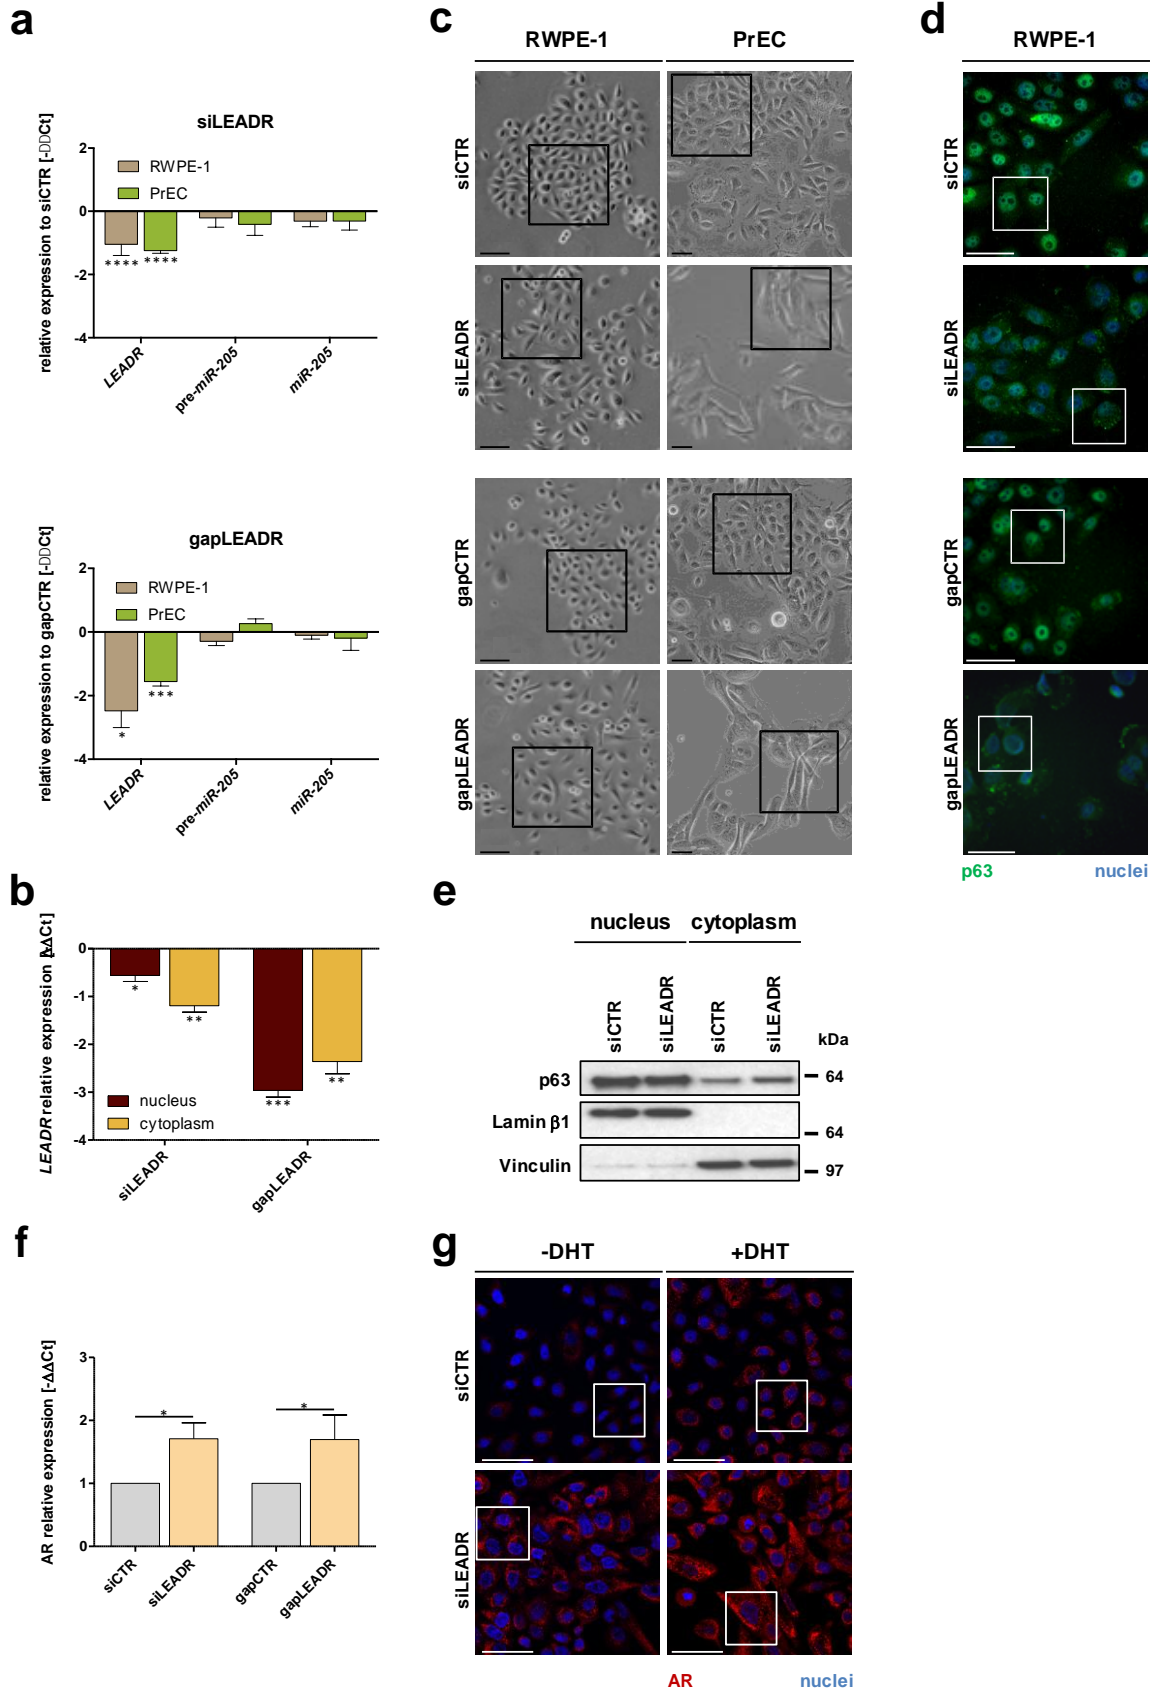 a
siLEADR
relative expression to siCTR [-DDCt]
2
0
-2
-4
RWPE-1
PrEC
****
****
LEADR
pre-miR-205
miR-205
gapLEADR
relative expression to gapCTR [-DDCt]
2
0
-2
-4
RWPE-1
PrEC
*
***
LEADR
pre-miR-205
miR-205
b
LEADR relative expression [-ΔΔCt]
0
-1
-2
-3
-4
*
**
***
**
nucleus
cytoplasm
siLEADR
gapLEADR
c
RWPE-1
PrEC
siCTR
siLEADR
gapCTR
gapLEADR
d
RWPE-1
siCTR
siLEADR
gapCTR
gapLEADR
p63
nuclei
e
nucleus
cytoplasm
siCTR
siLEADR
siCTR
siLEADR
kDa
p63
64
Lamin β1
64
Vinculin
97
f
AR relative expression [-ΔΔCt]
3
2
1
0
*
*
siCTR
siLEADR
gapCTR
gapLEADR
g
-DHT
+DHT
siCTR
siLEADR
AR
nuclei